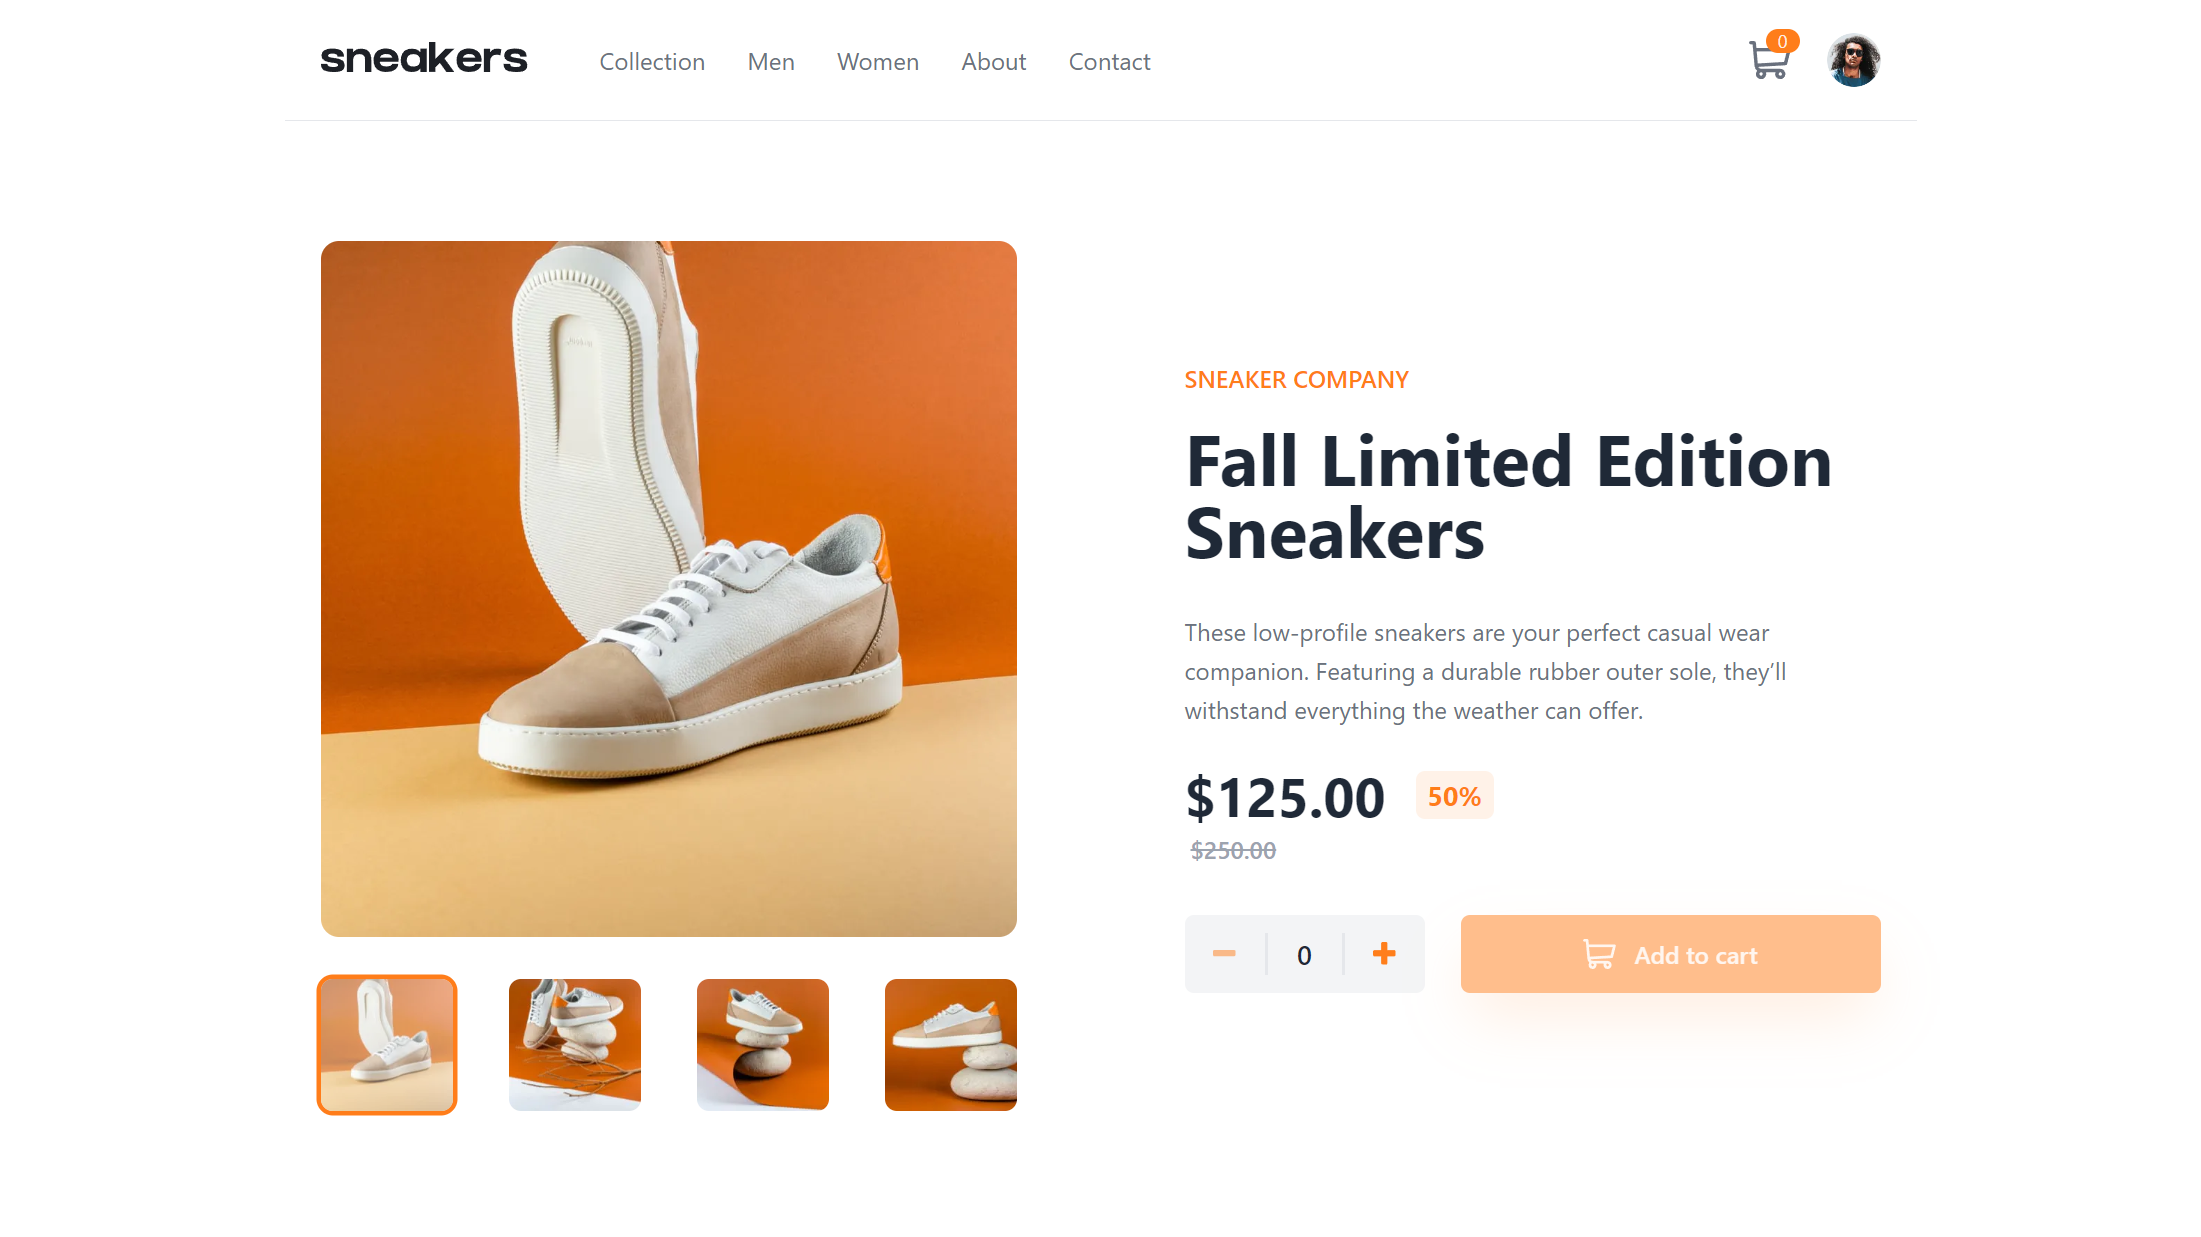 sneakers
Collection
Men
Women
About
Contact
0
SNEAKER COMPANY
Fall Limited Edition
Sneakers
These low-profile sneakers are your perfect casual wear
companion. Featuring a durable rubber outer sole, they’ll
withstand everything the weather can offer.
$125.00
50%
$250.00
0
Add to cart